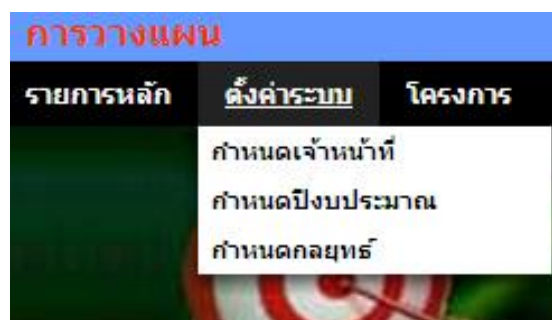 การวางแผน
รายการหลัก ตั้งค่าระบบ โครงการ
กำหนดเจ้าหน้าที่
กำหนดปีงบประมาณ
กำหนดกลยุทธ์